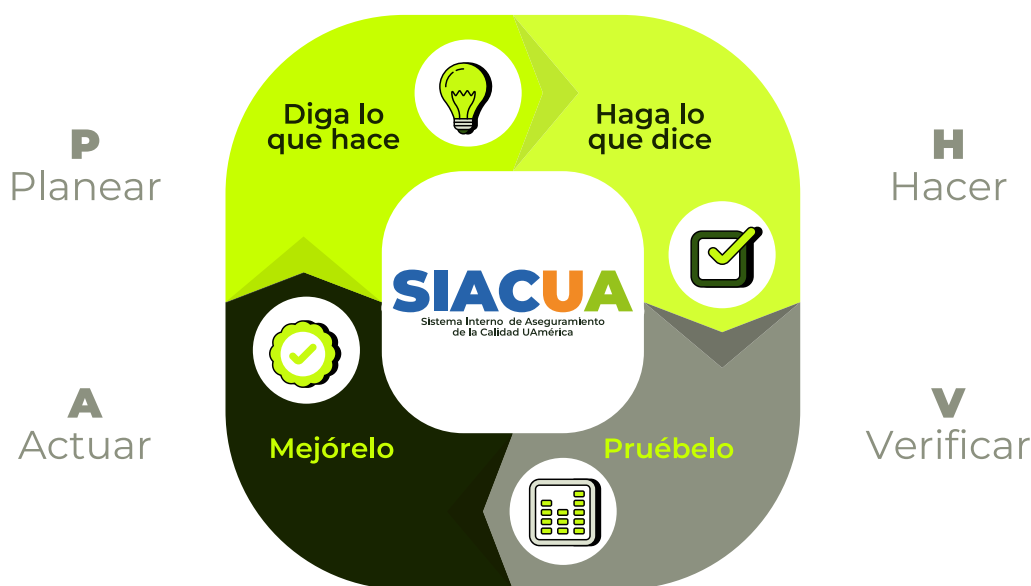 P
Planear
Diga lo
que hace
Haga lo
que dice
H
Hacer
SIACUA
Sistema Interno de Aseguramiento
de la Calidad UAmérica
A
Actuar
Mejórelo
Pruébelo
V
Verificar